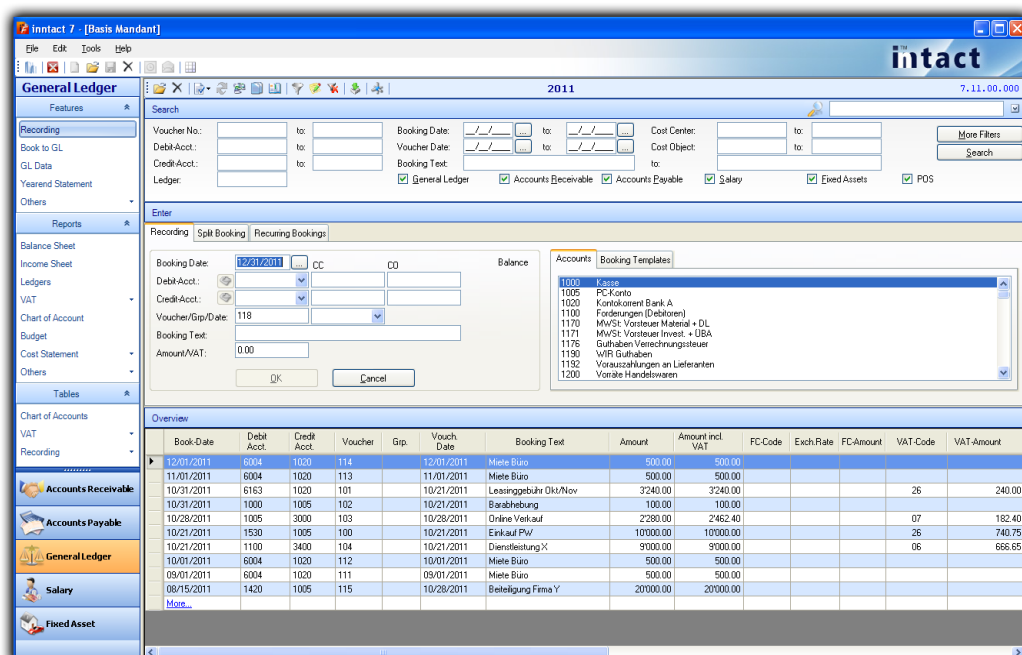 inntact 7 - [Basis Mandant]
File Edit Tools Help
intact
General Ledger
2011
7.11.00.000
Features
Recording
Book to GL
GL Data
Yearend Statement
Others
Reports
Balance Sheet
Income Sheet
Ledgers
VAT
Chart of Account
Budget
Cost Statement
Others
Tables
Chart of Accounts
VAT
Recording
Accounts Receivable
Accounts Payable
General Ledger
Salary
Fixed Asset
Search
Voucher No.: to: Booking Date: __/__/____ ... to: __/__/____ ... Cost Center: to: More Filters
Debit-Acct.: to: Voucher Date: __/__/____ ... to: __/__/____ ... Cost Object: to: Search
Credit-Acct.: to: Booking Text: to:
Ledger: General Ledger Accounts Receivable Accounts Payable Salary Fixed Assets POS
Enter
Recording Split Booking Recurring Bookings
Booking Date: 12/31/2011 ... CC CO Balance
Debit-Acct.:
Credit-Acct.:
Voucher/Grp/Date: 118
Booking Text:
Amount/VAT: 0.00
OK Cancel
Accounts Booking Templates
1000 Kasse
1005 PC-Konto
1020 Kontokorrent Bank A
1100 Forderungen (Debitoren)
1170 MWSt: Vorsteuer Material + DL
1171 MWSt: Vorsteuer Invest. + ÜBA
1176 Guthaben Verrechnungssteuer
1190 WIR Guthaben
1192 Vorauszahlungen an Lieferanten
1200 Vorräte Handelswaren
Overview
Book-Date Debit Acct. Credit Acct. Voucher Grp. Vouch. Date Booking Text Amount Amount incl. VAT FC-Code Exch.Rate FC-Amount VAT-Code VAT-Amount
12/01/2011 6004 1020 114 12/01/2011 Miete Büro 500.00 500.00
11/01/2011 6004 1020 113 11/01/2011 Miete Büro 500.00 500.00
10/31/2011 6163 1020 101 10/21/2011 Leasinggebühr Okt/Nov 3'240.00 3'240.00 26 240.00
10/31/2011 1000 1005 102 10/21/2011 Barabhebung 100.00 100.00
10/28/2011 1005 3000 103 10/28/2011 Online Verkauf 2'280.00 2'462.40 07 182.40
10/21/2011 1530 1005 100 10/21/2011 Einkauf PW 10'000.00 10'000.00 26 740.75
10/21/2011 1100 3400 104 10/21/2011 Dienstleistung X 9'000.00 9'000.00 06 666.65
10/01/2011 6004 1020 112 10/01/2011 Miete Büro 500.00 500.00
09/01/2011 6004 1020 111 09/01/2011 Miete Büro 500.00 500.00
08/15/2011 1420 1005 115 10/28/2011 Beiteiligung Firma Y 20'000.00 20'000.00
More...